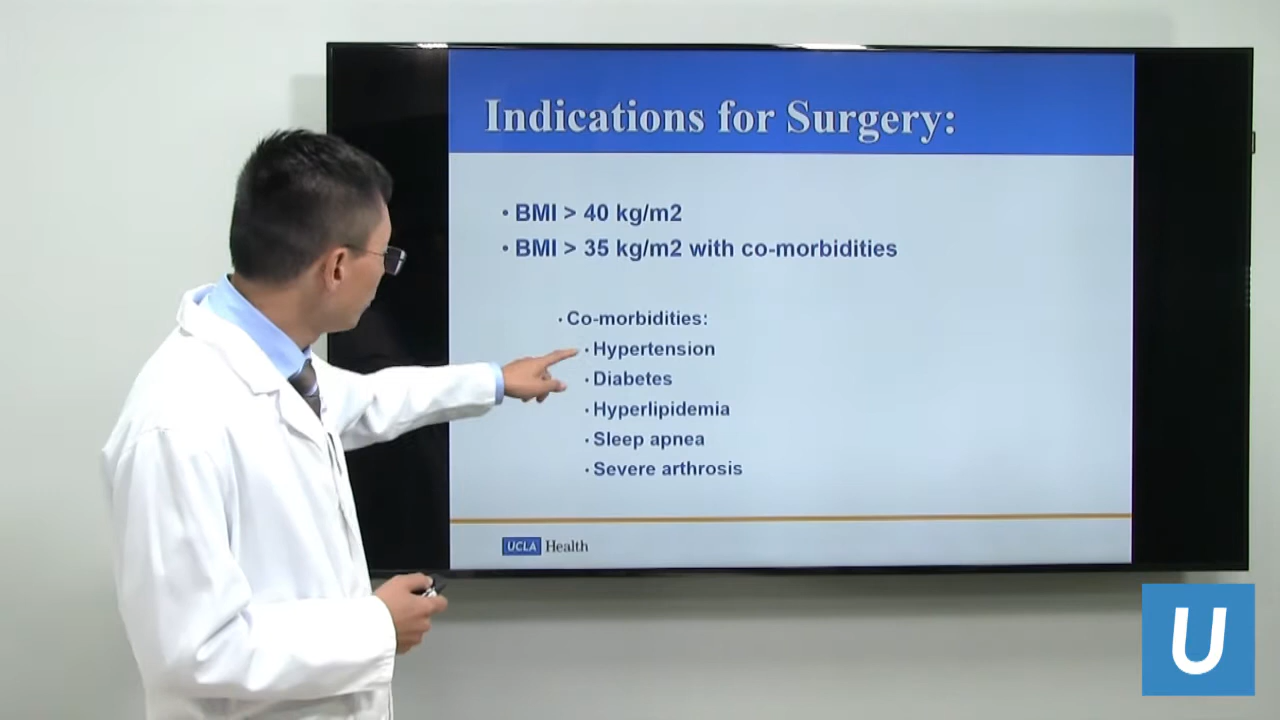 Indications for Surgery:
• BMI > 40 kg/m2
• BMI > 35 kg/m2 with co-morbidities
• Co-morbidities:
• Hypertension
• Diabetes
• Hyperlipidemia
• Sleep apnea
• Severe arthrosis
UCLA Health
U